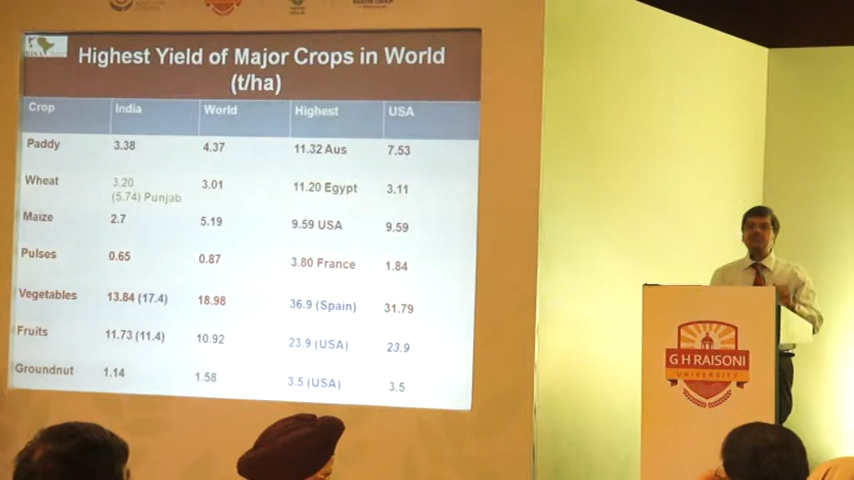 Highest Yield of Major Crops in World
(t/ha)
Crop India World Highest USA
Paddy 3.38 4.37 11.32 Aus 7.53
Wheat 3.20 3.01 11.20 Egypt 3.11
(5.74) Punjab
Maize 2.7 5.19 9.59 USA 9.59
Pulses 0.65 0.87 3.80 France 1.84
Vegetables 13.84 (17.4) 18.98 36.9 (Spain) 31.79
Fruits 11.73 (11.4) 10.92 23.9 (USA) 23.9
Groundnut 1.14 1.58 3.5 (USA) 3.5
G H RAISONI
UNIVERSITY